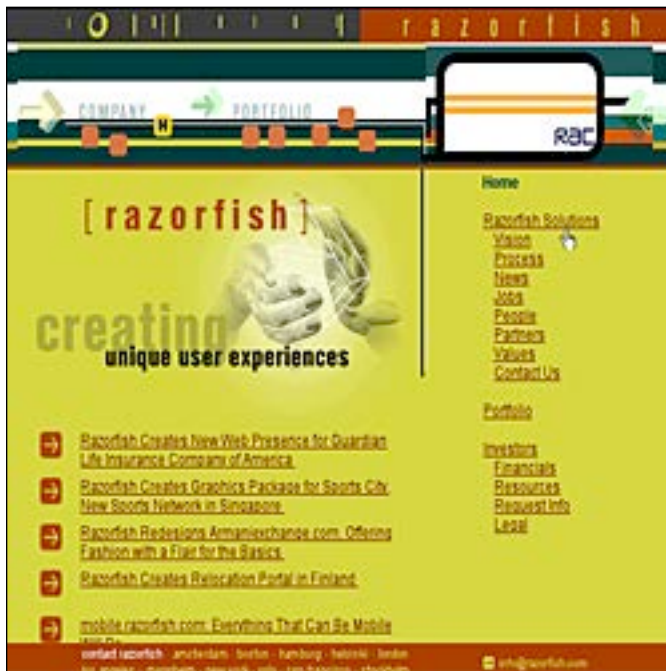 razorfish
COMPANY
PORTFOLIO
H
Rac
[razorfish]
creating
unique user experiences
Home
Razorfish Solutions
Vision
Process
News
Jobs
People
Partners
Values
Contact Us
Portfolio
Investors
Financials
Resources
Request Info
Legal
Razorfish Creates New Web Presence for Guardian
Life Insurance Company of America.
Razorfish Creates Graphics Package for Sports City,
New Sports Network in Singapore.
Razorfish Redesigns Armaniexchange.com, Offering
Fashion with a Flair for the Basics.
Razorfish Creates Relocation Portal in Finland.
mobile.razorfish.com: Everything That Can Be Mobile
contact razorfish amsterdam boston hamburg helsinki london
info@razorfish.com